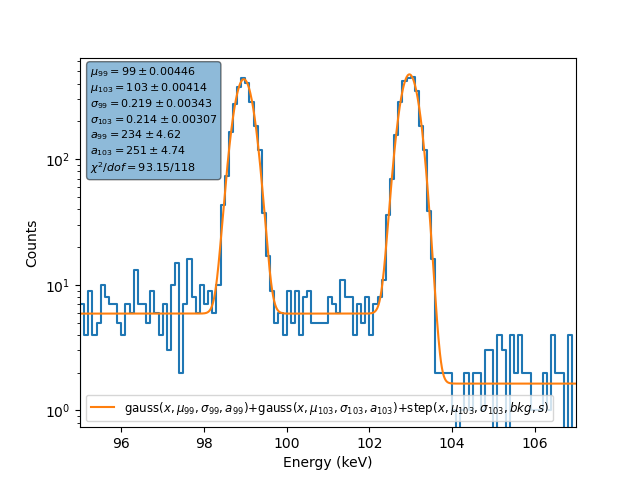 μ99 = 99 ± 0.00446
μ103 = 103 ± 0.00414
σ99 = 0.219 ± 0.00343
σ103 = 0.214 ± 0.00307
a99 = 234 ± 4.62
a103 = 251 ± 4.74
χ²/dof = 93.15/118
10²
10¹
10⁰
Counts
gauss(x, μ99, σ99, a99)+gauss(x, μ103, σ103, a103)+step(x, μ103, σ103, bkg, s)
96 98 100 102 104 106
Energy (keV)